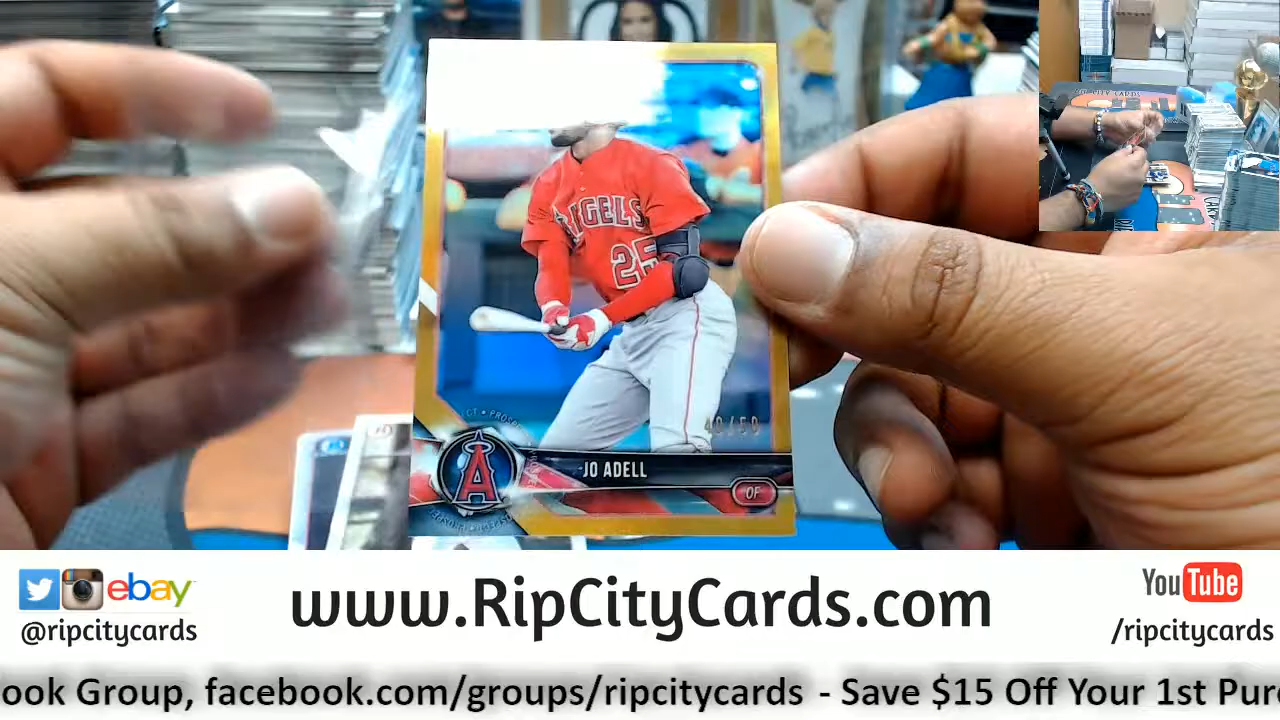 ANGELS
25
JO ADELL
OF
ebay
@ripcitycards
www.RipCityCards.com
YouTube
/ripcitycards
ook Group, facebook.com/groups/ripcitycards - Save $15 Off Your 1st Pur